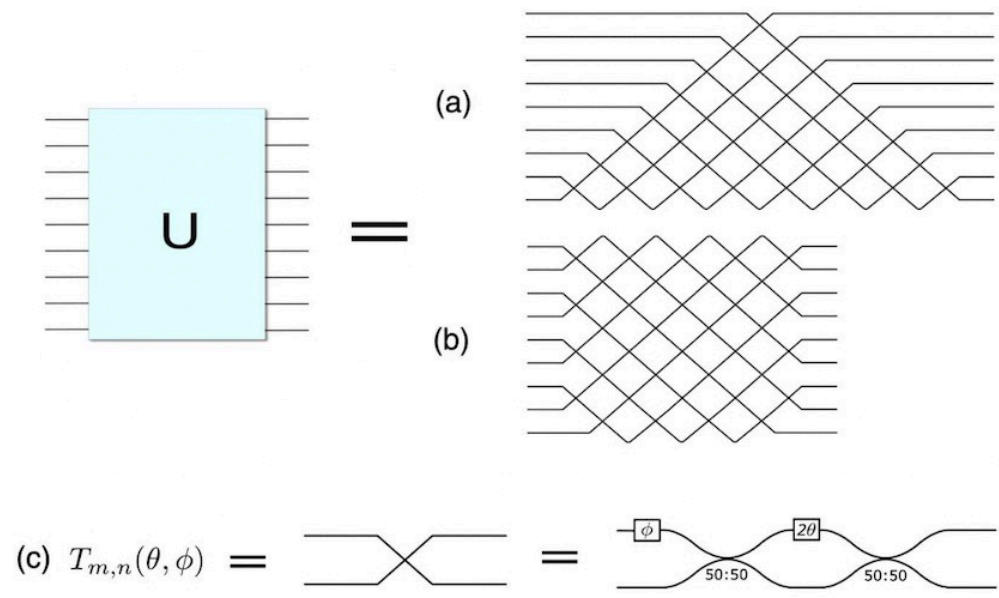 (a)
U
=
(b)
(c) T_{m,n}(θ, ϕ) = = ϕ 2θ
50:50 50:50